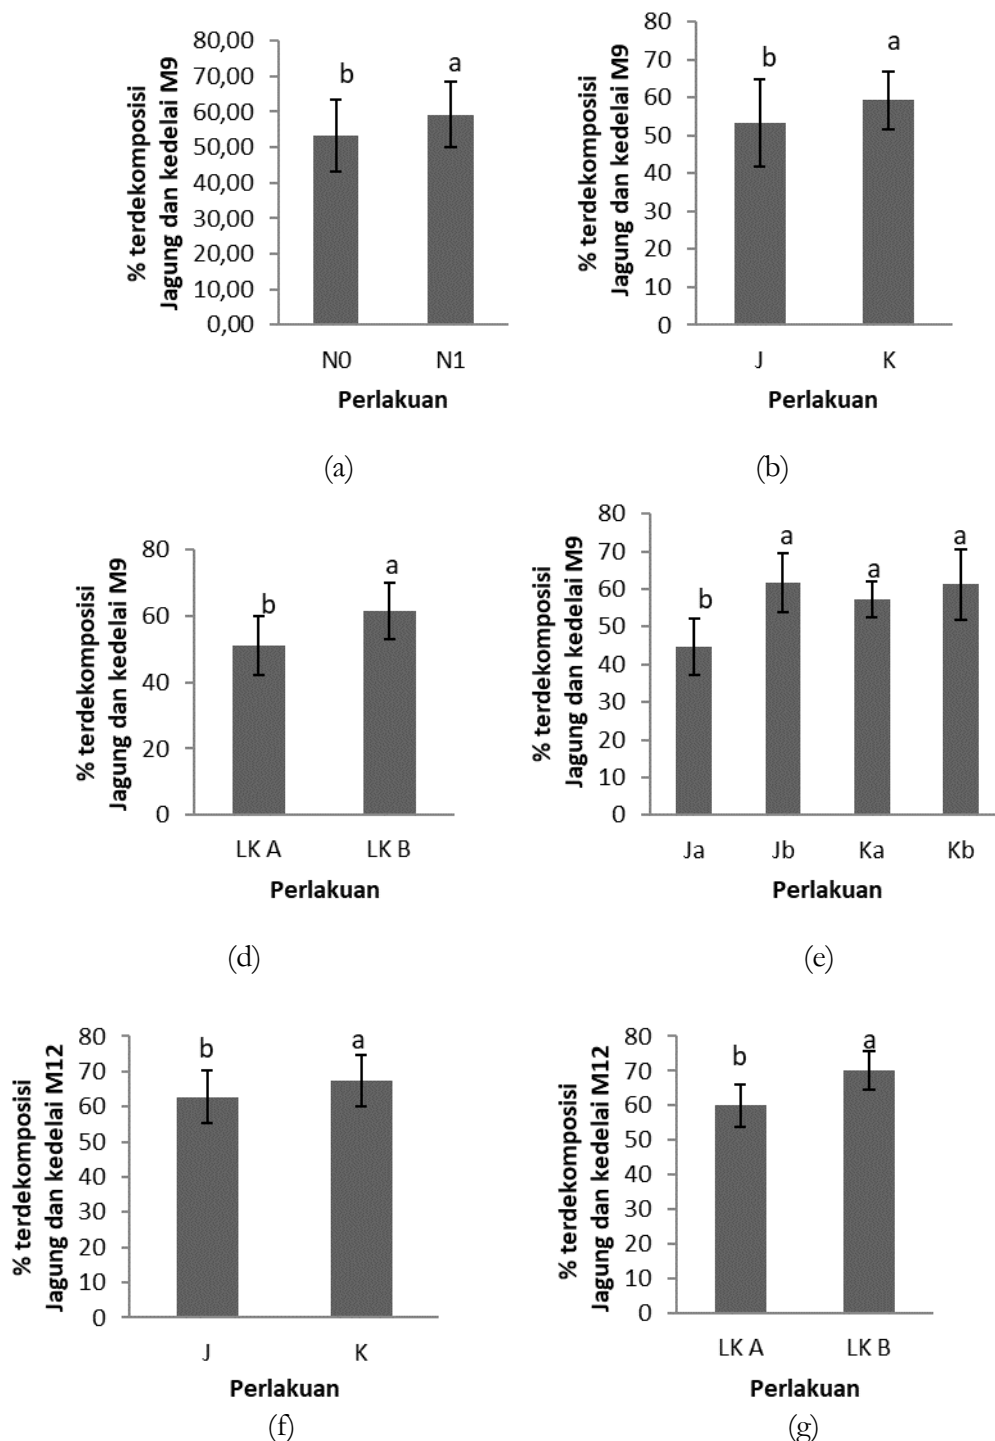 % terdekomposisi
Jagung dan kedelai M9
80,00
70,00
60,00
50,00
40,00
30,00
20,00
10,00
0,00
b
a
N0
N1
Perlakuan
(a)
% terdekomposisi
Jagung dan kedelai M9
80
70
60
50
40
30
20
10
0
b
a
J
K
Perlakuan
(b)
% terdekomposisi
Jagung dan kedelai M9
80
60
40
20
0
b
a
LK A
LK B
Perlakuan
(d)
% terdekomposisi
Jagung dan kedelai M9
80
70
60
50
40
30
20
10
0
b
a
a
a
Ja
Jb
Ka
Kb
Perlakuan
(e)
% terdekomposisi
Jagung dan kedelai M12
80
70
60
50
40
30
20
10
0
b
a
J
K
Perlakuan
(f)
% terdekomposisi
Jagung dan kedelai M12
80
70
60
50
40
30
20
10
0
b
a
LK A
LK B
Perlakuan
(g)